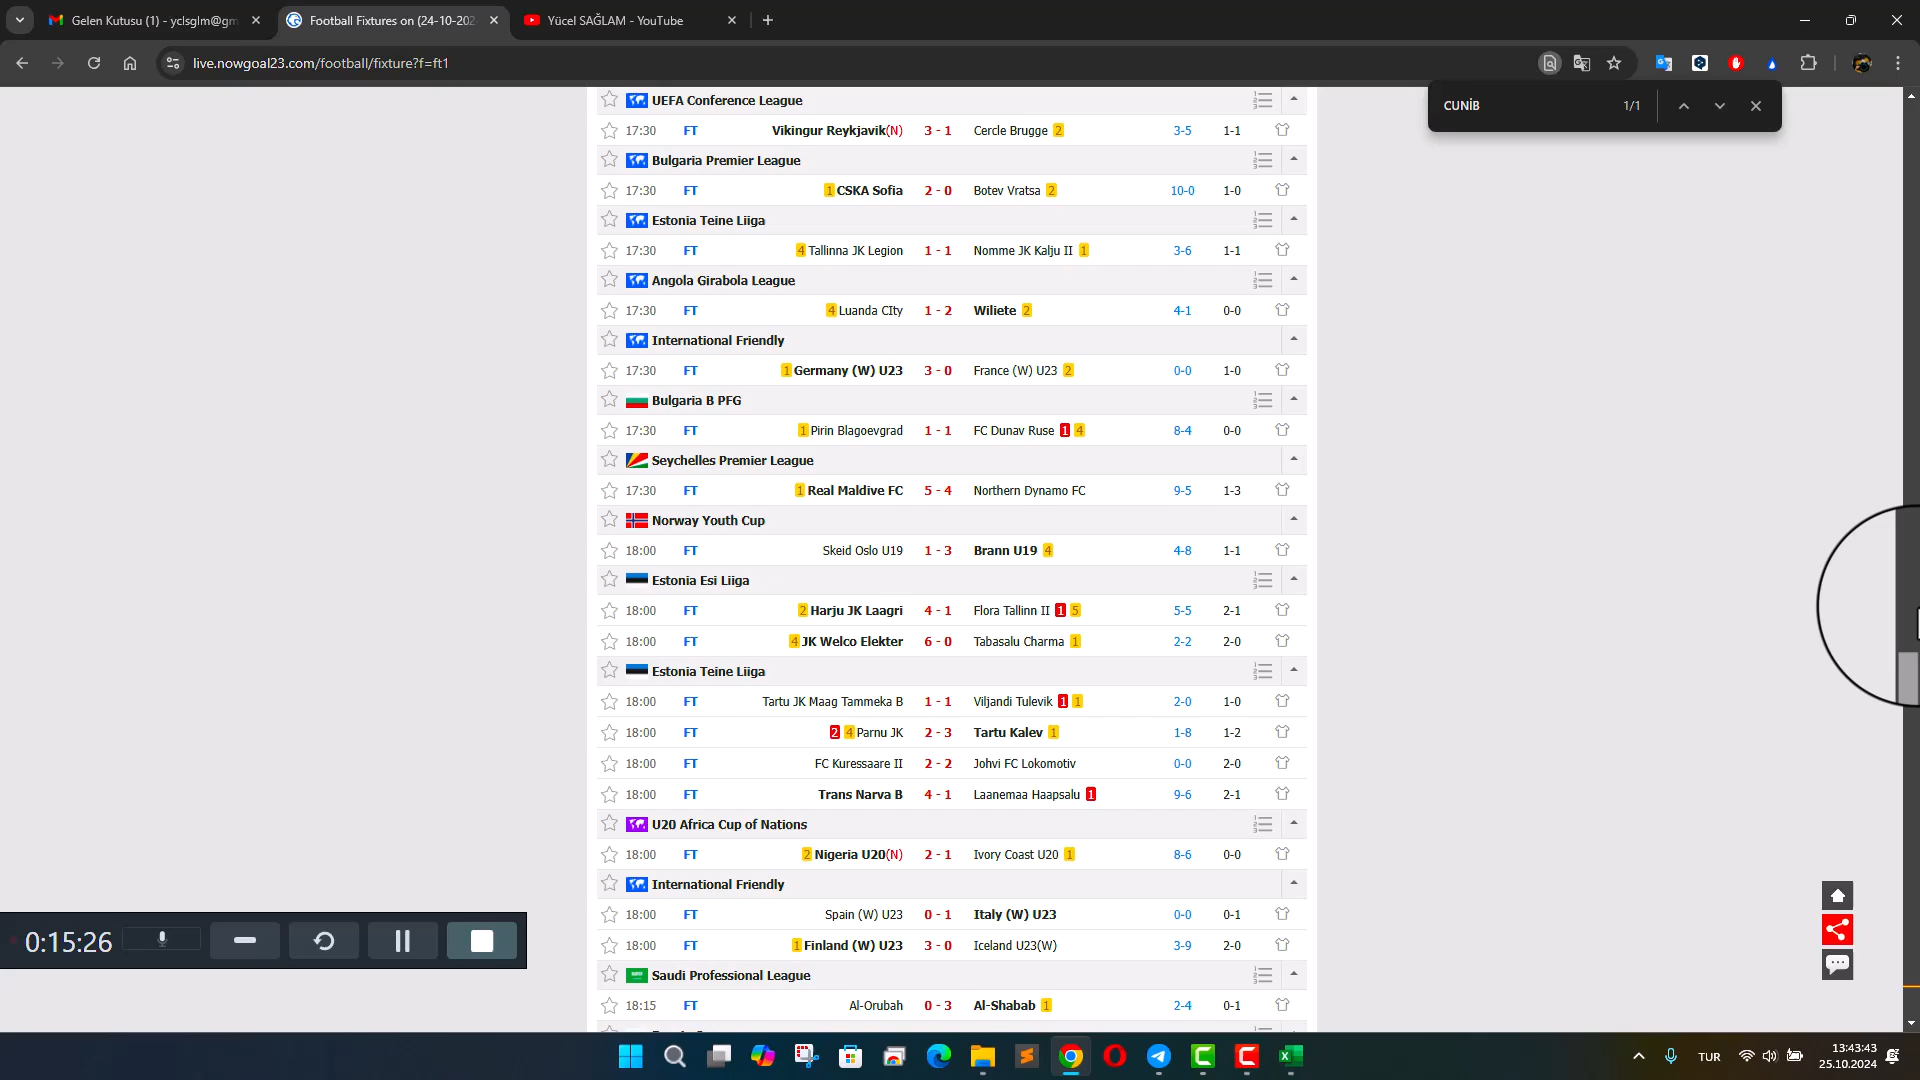 Gelen Kutusu (1) - yclsglm@gm
Football Fixtures on (24-10-202
Yücel SAĞLAM - YouTube
live.nowgoal23.com/football/fixture?f=ft1
CUNİB 1/1
UEFA Conference League
17:30 FT Vikingur Reykjavik(N) 3 - 1 Cercle Brugge 2 3-5 1-1
Bulgaria Premier League
17:30 FT 1 CSKA Sofia 2 - 0 Botev Vratsa 2 10-0 1-0
Estonia Teine Liiga
17:30 FT 4 Tallinna JK Legion 1 - 1 Nomme JK Kalju II 1 3-6 1-1
Angola Girabola League
17:30 FT 4 Luanda CIty 1 - 2 Wiliete 2 4-1 0-0
International Friendly
17:30 FT 1 Germany (W) U23 3 - 0 France (W) U23 2 0-0 1-0
Bulgaria B PFG
17:30 FT 1 Pirin Blagoevgrad 1 - 1 FC Dunav Ruse 1 4 8-4 0-0
Seychelles Premier League
17:30 FT 1 Real Maldive FC 5 - 4 Northern Dynamo FC 9-5 1-3
Norway Youth Cup
18:00 FT Skeid Oslo U19 1 - 3 Brann U19 4 4-8 1-1
Estonia Esi Liiga
18:00 FT 2 Harju JK Laagri 4 - 1 Flora Tallinn II 1 5 5-5 2-1
18:00 FT 4 JK Welco Elekter 6 - 0 Tabasalu Charma 1 2-2 2-0
Estonia Teine Liiga
18:00 FT Tartu JK Maag Tammeka B 1 - 1 Viljandi Tulevik 1 1 2-0 1-0
18:00 FT 2 4 Parnu JK 2 - 3 Tartu Kalev 1 1-8 1-2
18:00 FT FC Kuressaare II 2 - 2 Johvi FC Lokomotiv 0-0 2-0
18:00 FT Trans Narva B 4 - 1 Laanemaa Haapsalu 1 9-6 2-1
U20 Africa Cup of Nations
18:00 FT 2 Nigeria U20(N) 2 - 1 Ivory Coast U20 1 8-6 0-0
International Friendly
18:00 FT Spain (W) U23 0 - 1 Italy (W) U23 0-0 0-1
18:00 FT 1 Finland (W) U23 3 - 0 Iceland U23(W) 3-9 2-0
Saudi Professional League
18:15 FT Al-Orubah 0 - 3 Al-Shabab 1 2-4 0-1
0:15:26
TUR
13:43:43
25.10.2024